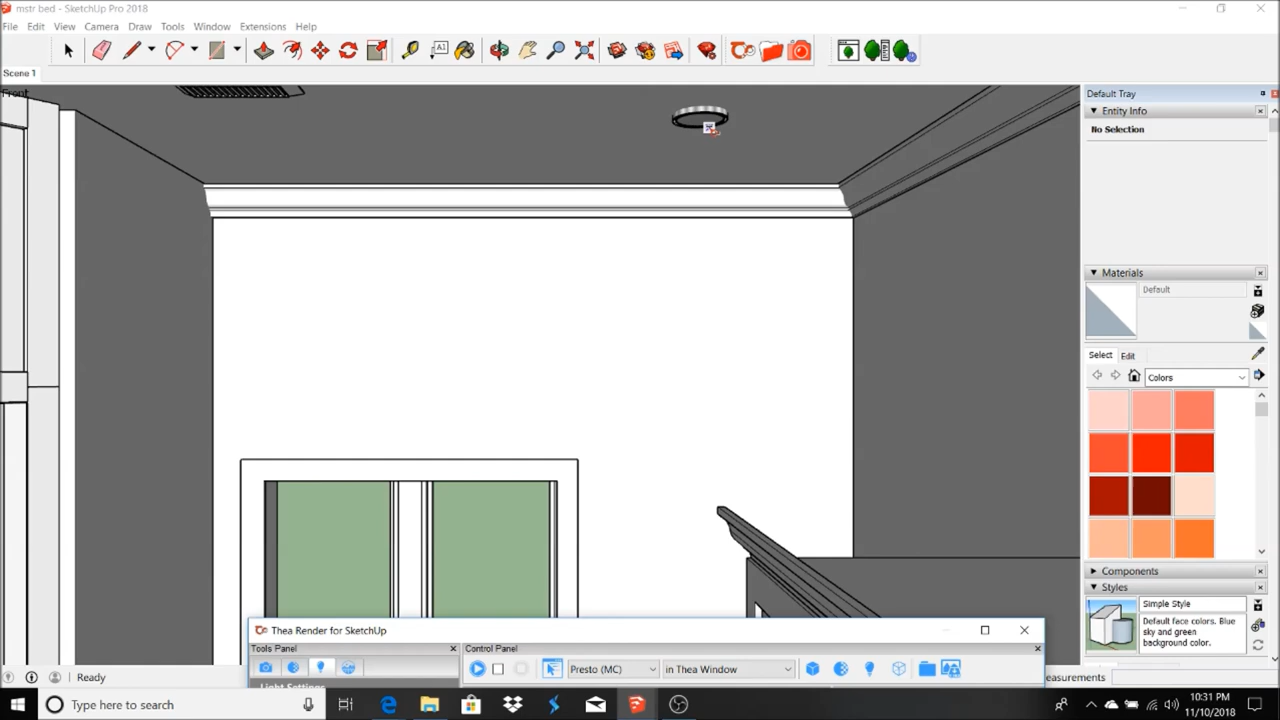 mstr bed - SketchUp Pro 2018
File Edit View Camera Draw Tools Window Extensions Help
Scene 1
Front
Default Tray
Entity Info
No Selection
Materials
Default
Select Edit
Colors
Components
Styles
Simple Style
Default face colors. Blue
sky and green
background color.
Thea Render for SketchUp
Tools Panel Control Panel
Presto (MC) in Thea Window
Light Settings
Ready
easurements
Type here to search
10:31 PM
11/10/2018